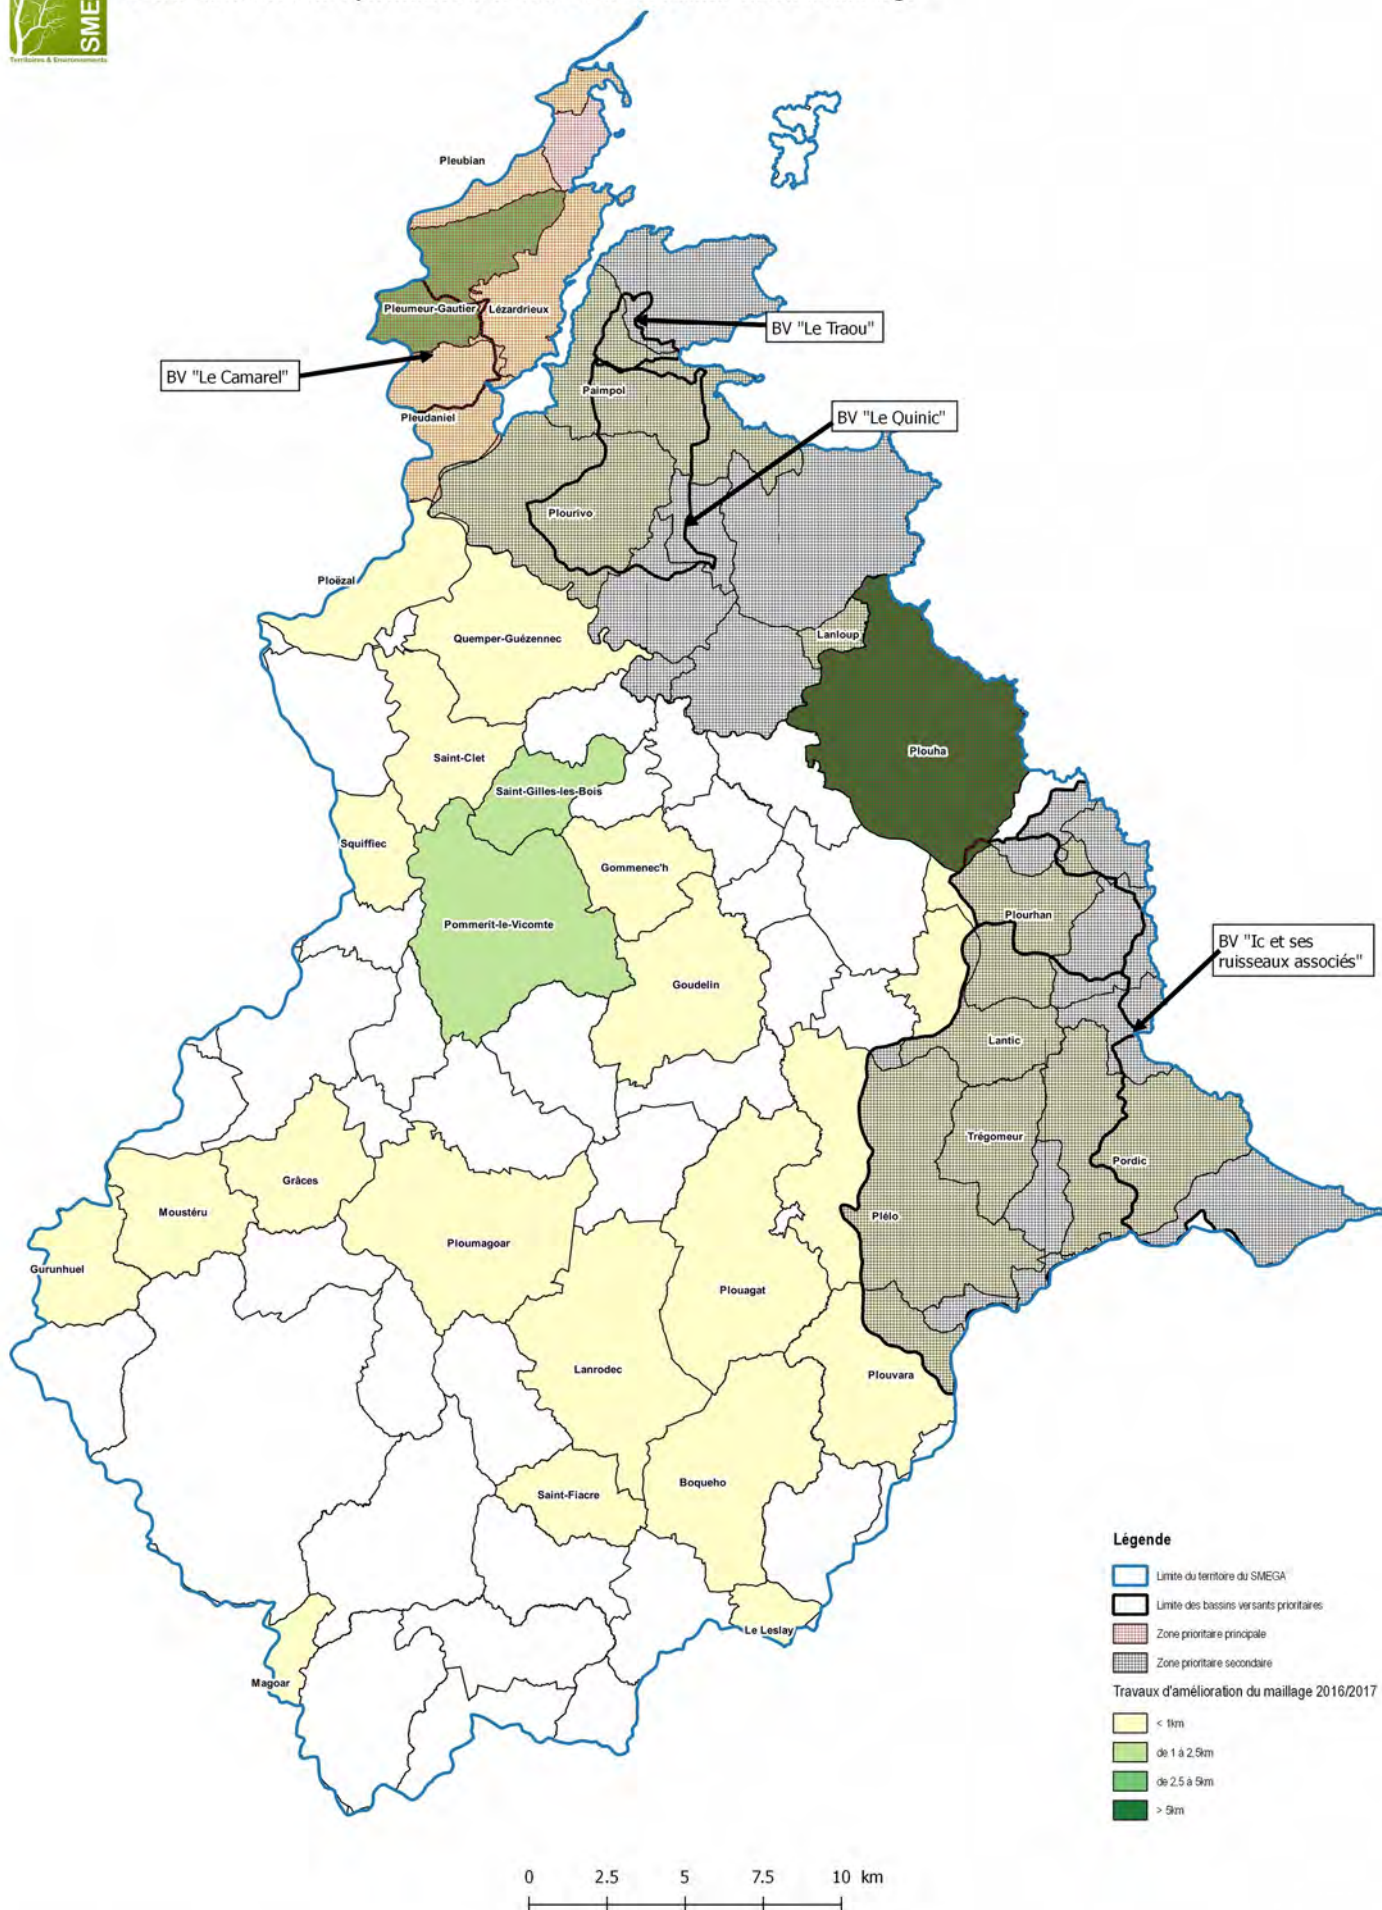 SME
Territoires & Environnements
Pleubian
Pleumeur-Gautier
Lézardrieux
BV "Le Traou"
BV "Le Camarel"
Paimpol
Pleudaniel
BV "Le Quinic"
Plourivo
Ploëzal
Quemper-Guézennec
Lanloup
Plouha
Saint-Clet
Saint-Gilles-les-Bois
Squiffiec
Gommenec'h
Plourhan
Pommerit-le-Vicomte
BV "Ic et ses
ruisseaux associés"
Goudelin
Lantic
Trégomeur
Pordic
Grâces
Moustéru
Plélo
Ploumagoar
Gurunhuel
Plouagat
Lanrodec
Plouvara
Boqueho
Saint-Fiacre
Le Leslay
Magoar
Légende
Limite du territoire du SMEGA
Limite des bassins versants prioritaires
Zone prioritaire principale
Zone prioritaire secondaire
Travaux d'amélioration du maillage 2016/2017
< 1km
de 1 à 2,5km
de 2,5 à 5km
> 5km
0 2.5 5 7.5 10 km